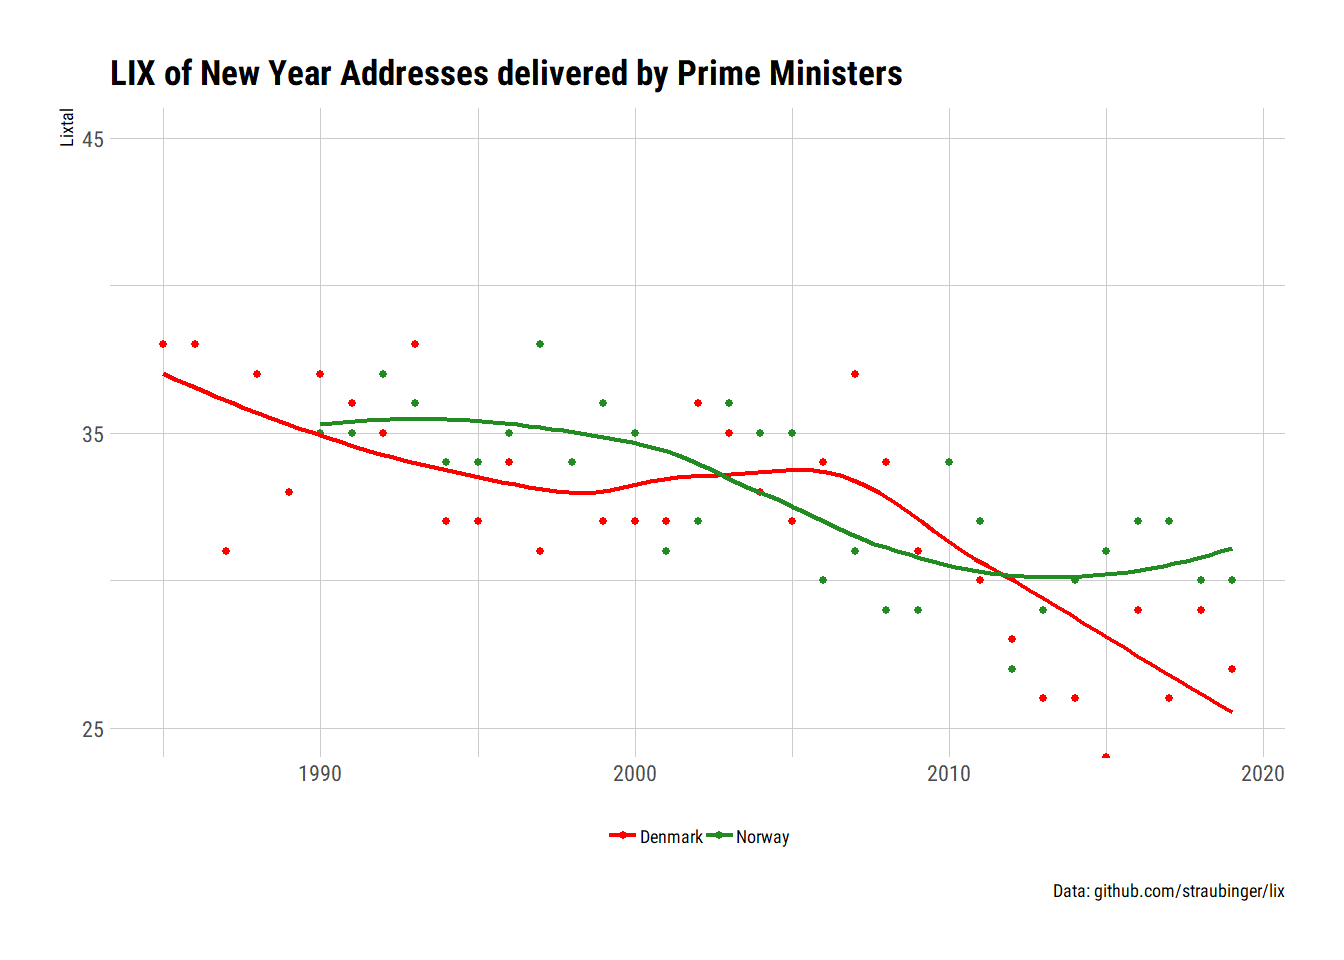 LIX of New Year Addresses delivered by Prime Ministers
Lixtal
45
35
25
1990 2000 2010 2020
Denmark Norway
Data: github.com/straubinger/lix